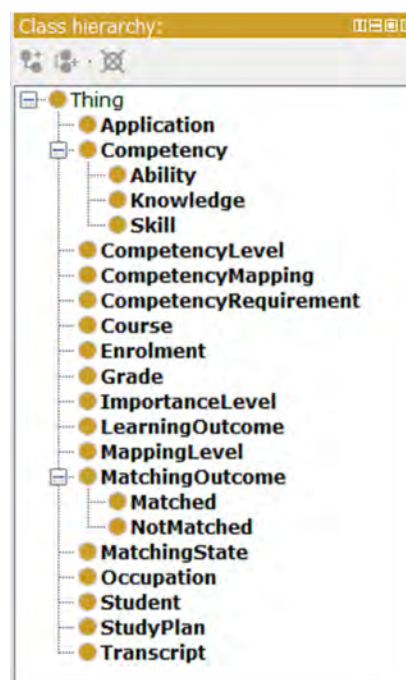 Class hierarchy:
Thing
Application
Competency
Ability
Knowledge
Skill
CompetencyLevel
CompetencyMapping
CompetencyRequirement
Course
Enrolment
Grade
ImportanceLevel
LearningOutcome
MappingLevel
MatchingOutcome
Matched
NotMatched
MatchingState
Occupation
Student
StudyPlan
Transcript